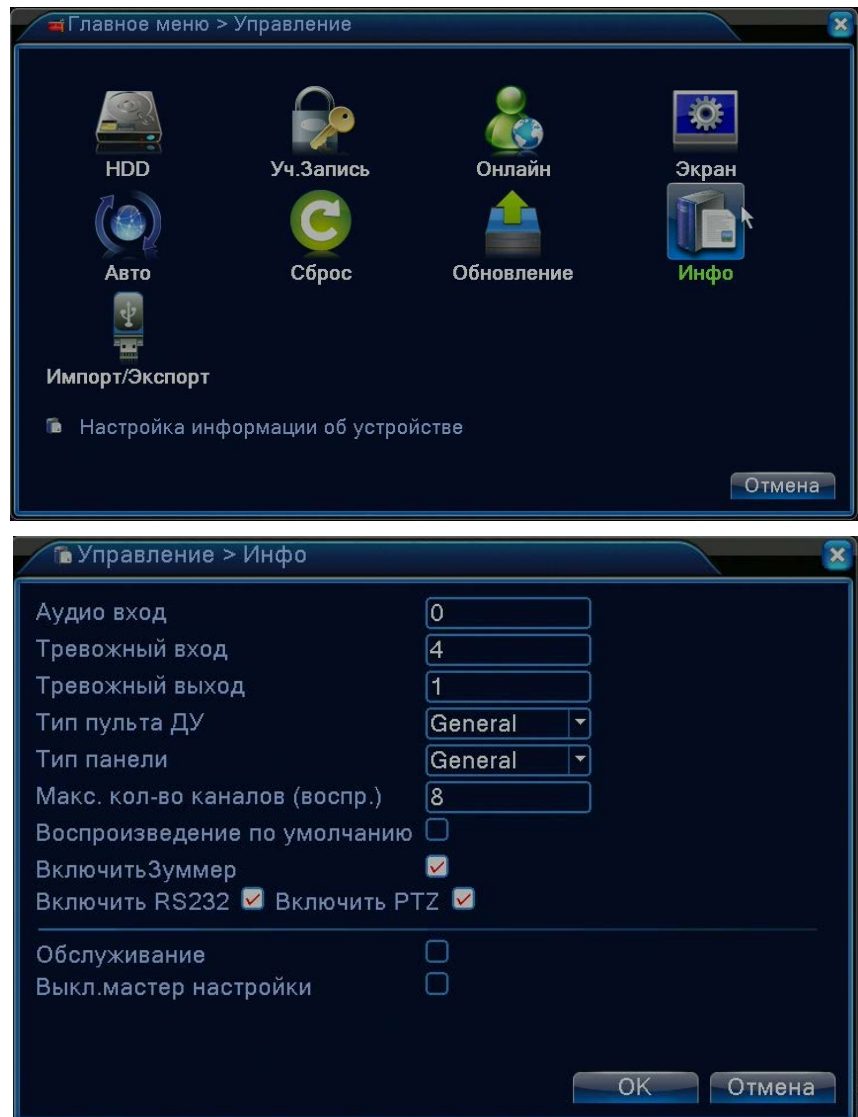 Главное меню > Управление
HDD
Уч.Запись
Онлайн
Экран
Авто
Сброс
Обновление
Инфо
Импорт/Экспорт
Настройка информации об устройстве
Отмена
Управление > Инфо
Аудио вход 0
Тревожный вход 4
Тревожный выход 1
Тип пульта ДУ General
Тип панели General
Макс. кол-во каналов (воспр.) 8
Воспроизведение по умолчанию
ВключитьЗуммер
Включить RS232 Включить PTZ
Обслуживание
Выкл.мастер настройки
OK Отмена